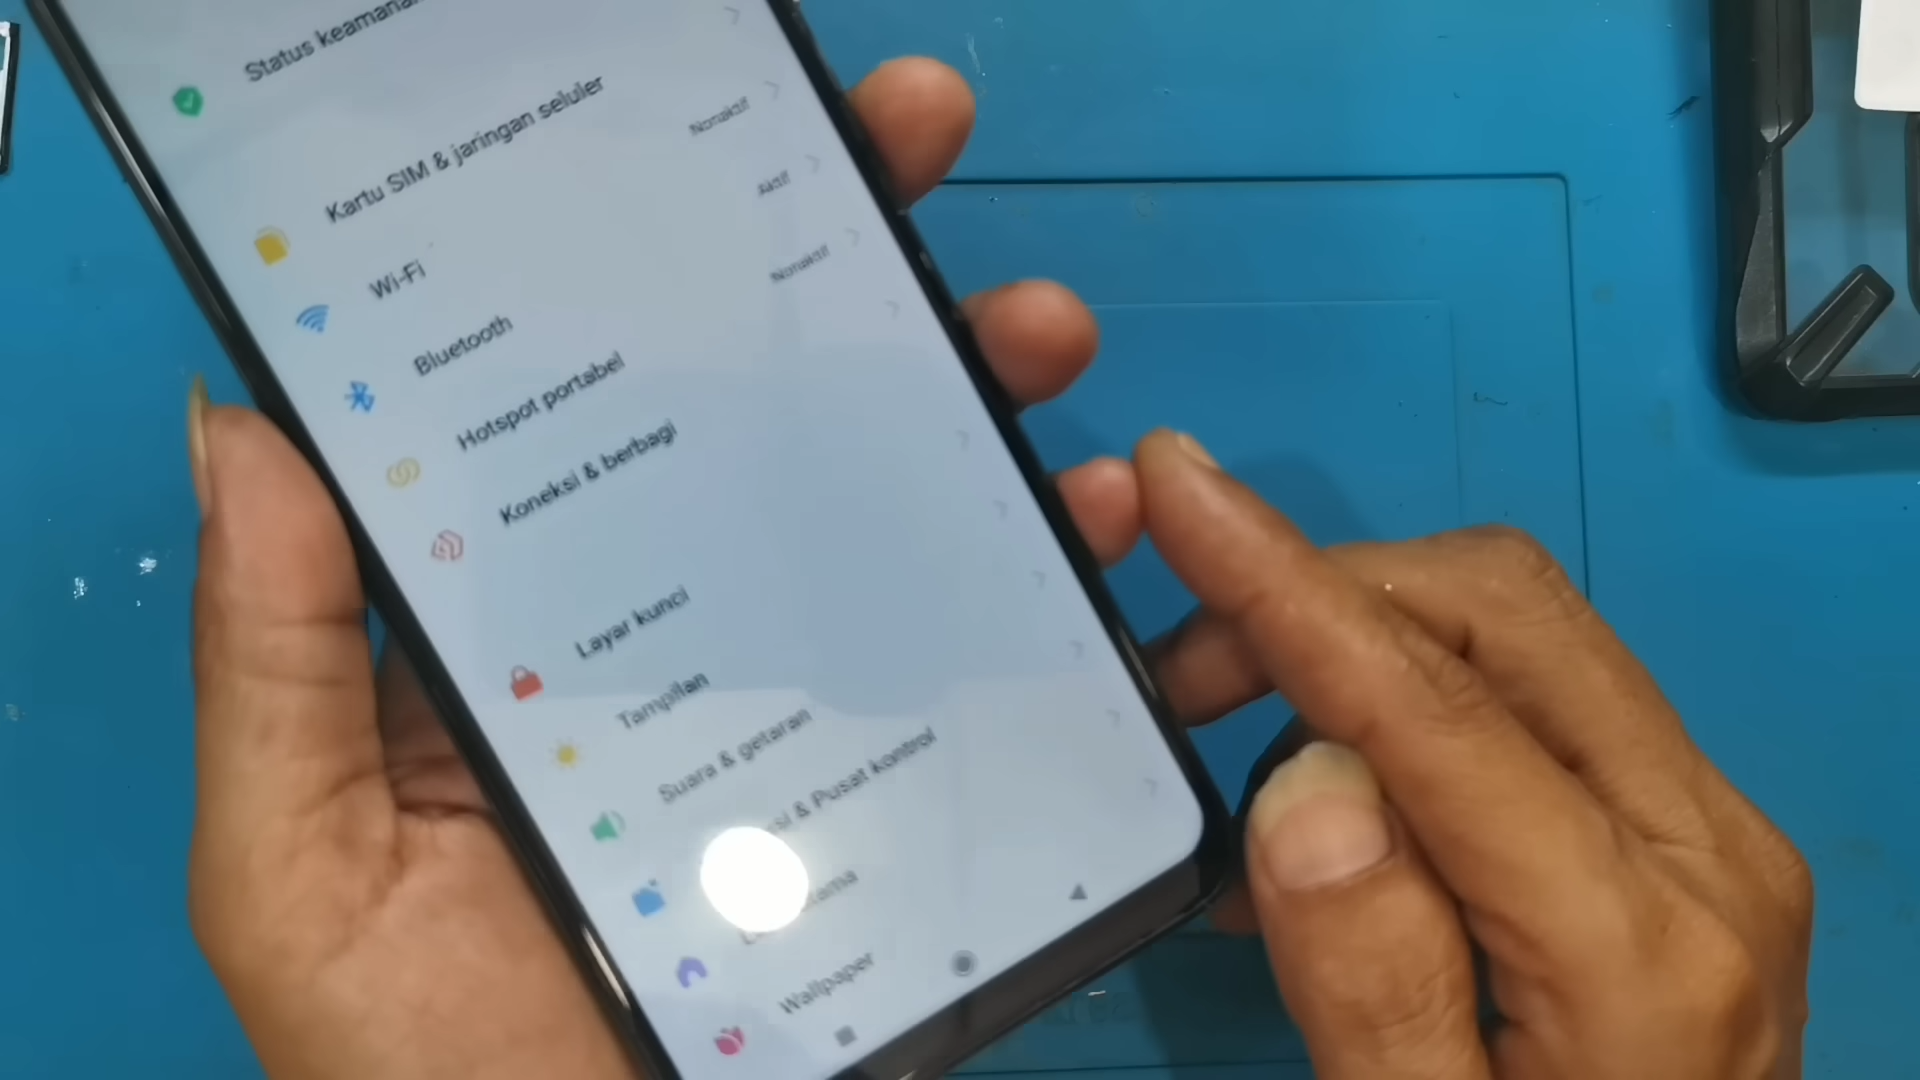 Status
Kartu SIM & jaringan seluler
Wi-Fi
Nonaktif
Bluetooth
Aktif
Hotspot portabel
Nonaktif
Koneksi & berbagi
Layar kunci
Tampilan
Suara & getaran
& Pusat kontrol
Wallpaper